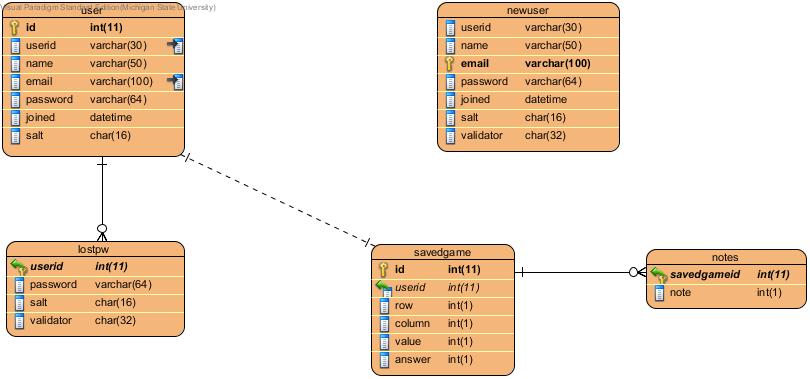 Visual Paradigm Standard Edition(Michigan State University)
user
id int(11)
userid varchar(30)
name varchar(50)
email varchar(100)
password varchar(64)
joined datetime
salt char(16)
newuser
userid varchar(30)
name varchar(50)
email varchar(100)
password varchar(64)
joined datetime
salt char(16)
validator char(32)
lostpw
userid int(11)
password varchar(64)
salt char(16)
validator char(32)
savedgame
id int(11)
userid int(11)
row int(1)
column int(1)
value int(1)
answer int(1)
notes
savedgameid int(11)
note int(1)